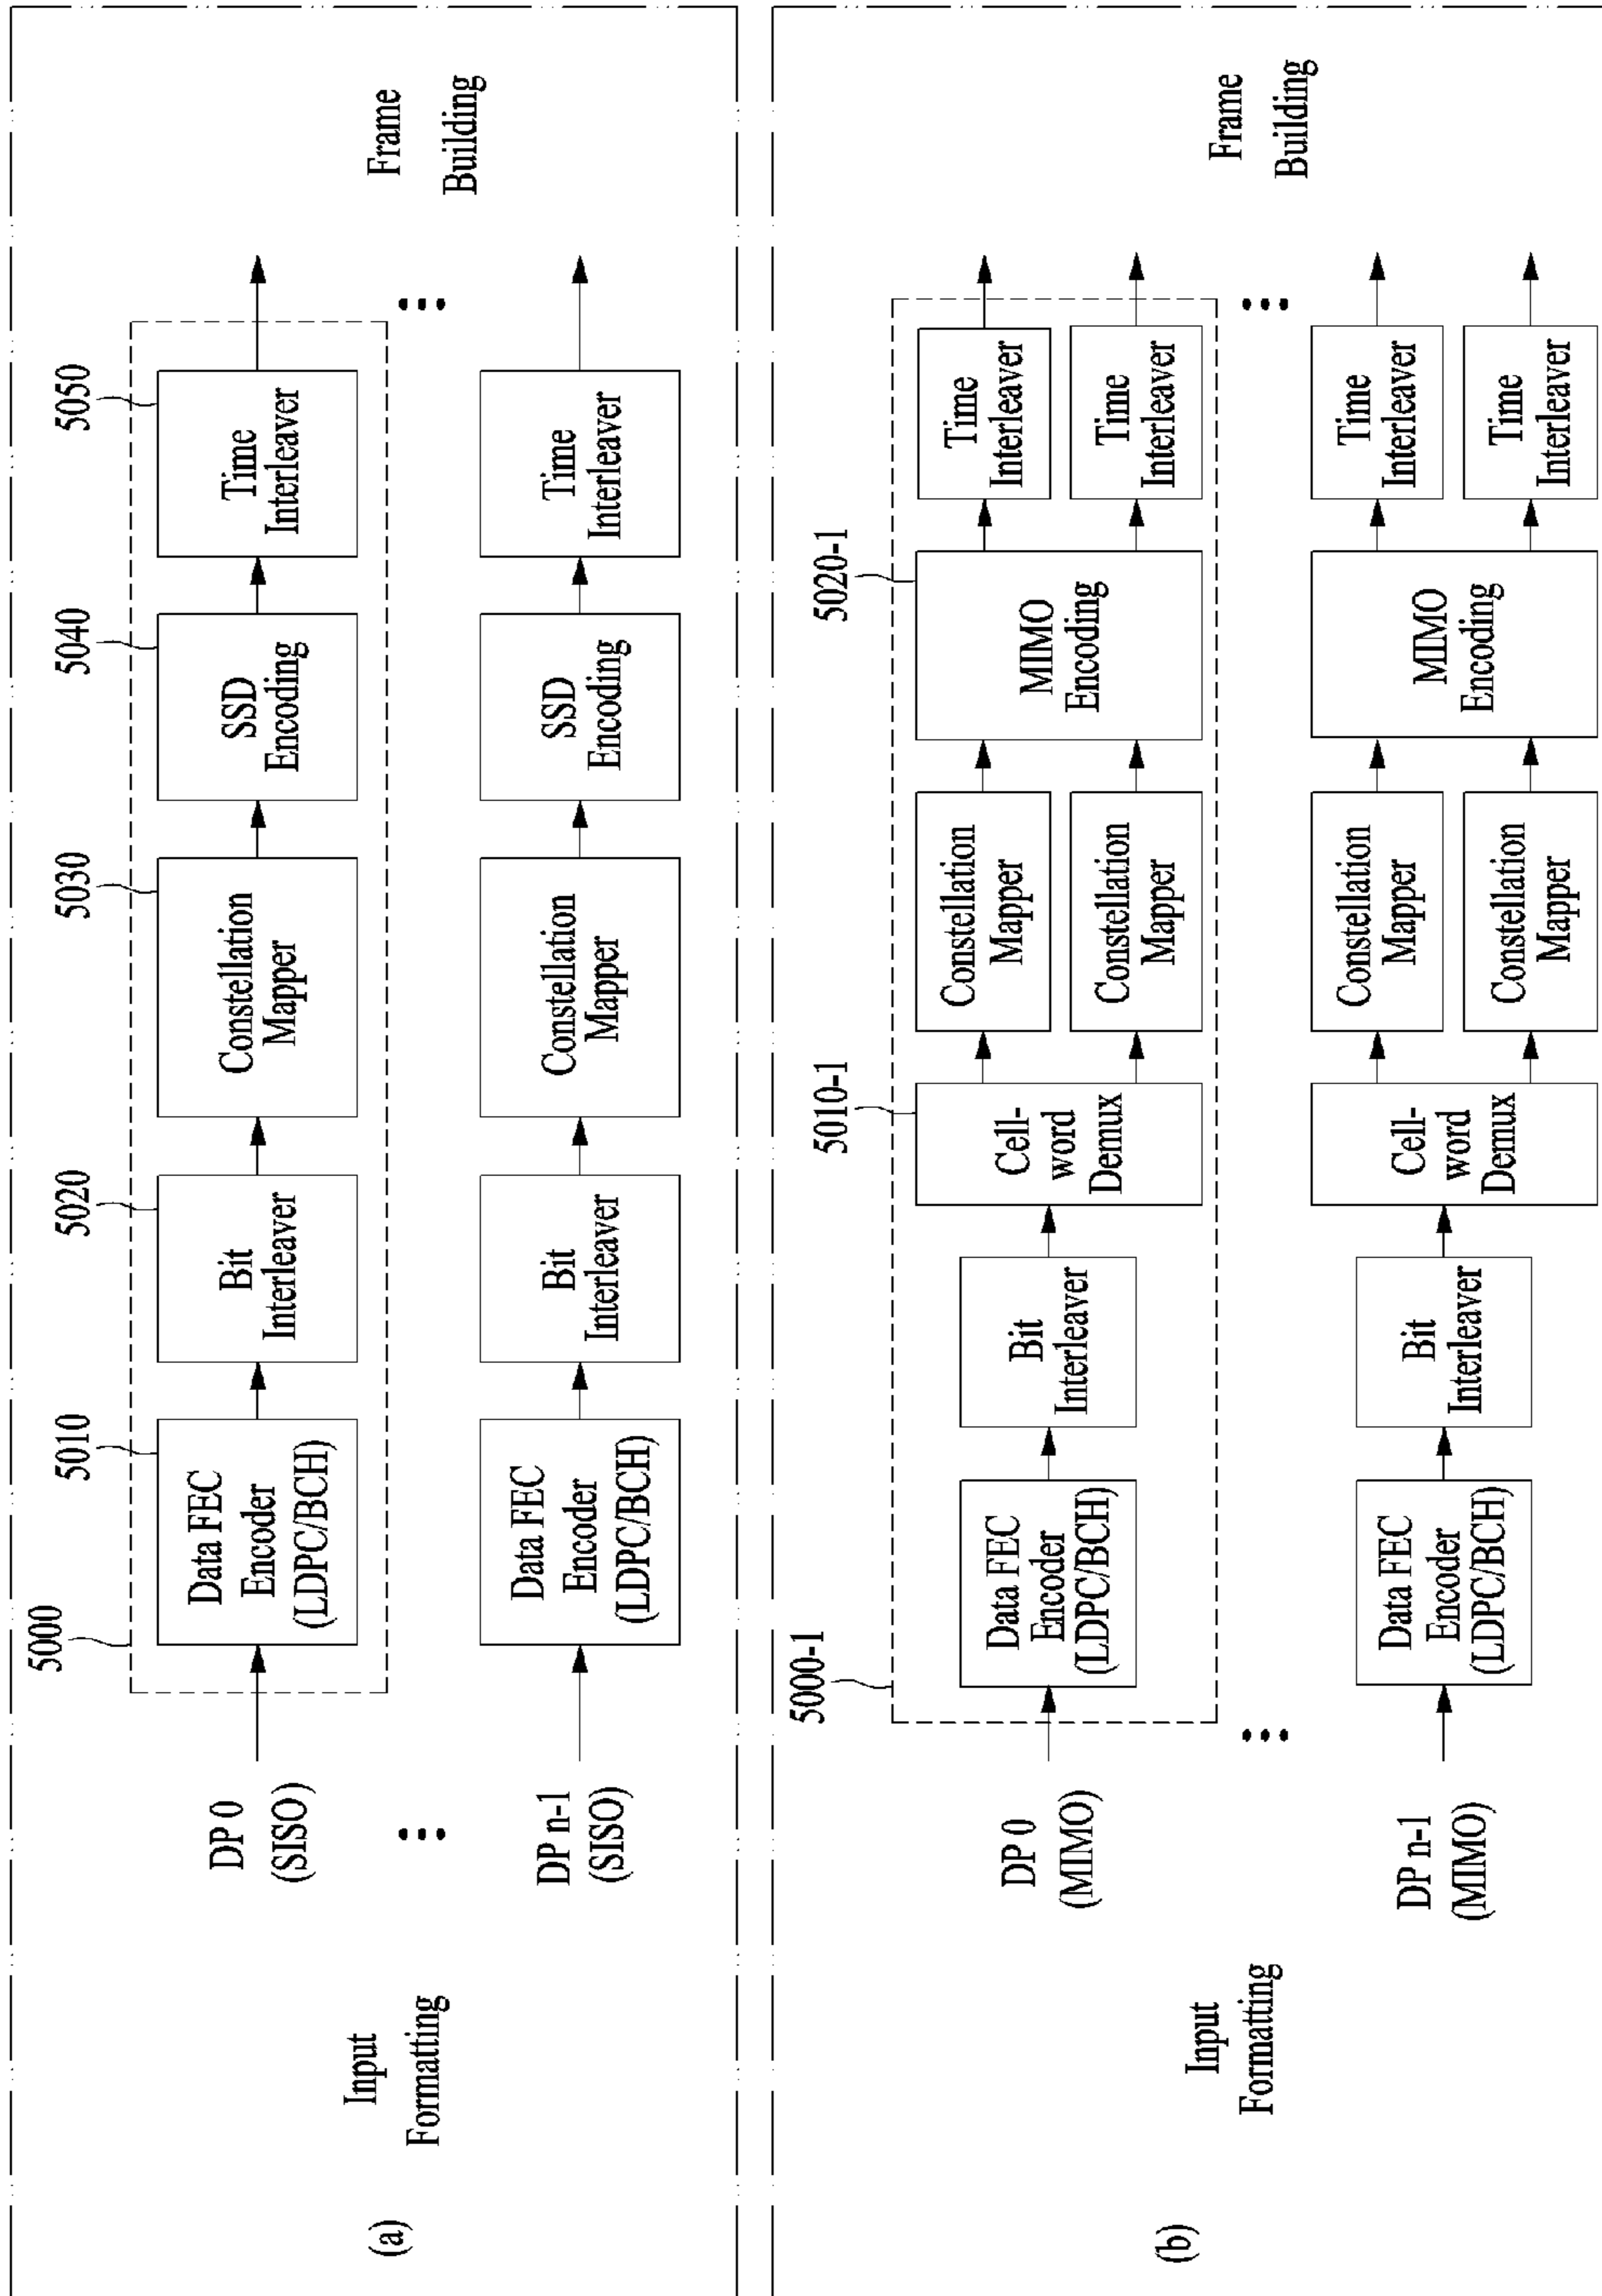 (a)
Input
Formatting
DP 0
(SISO)
5000
Data FEC
Encoder
(LDPC/BCH)
5010
Bit
Interleaver
5020
Constellation
Mapper
5030
SSD
Encoding
5040
Time
Interleaver
5050
DP n-1
(SISO)
Data FEC
Encoder
(LDPC/BCH)
Bit
Interleaver
Constellation
Mapper
SSD
Encoding
Time
Interleaver
Frame
Building
(b)
Input
Formatting
DP 0
(MIMO)
5000-1
Data FEC
Encoder
(LDPC/BCH)
Bit
Interleaver
5010-1
Cell-
word
Demux
Constellation
Mapper
Constellation
Mapper
5020-1
MIMO
Encoding
Time
Interleaver
Time
Interleaver
DP n-1
(MIMO)
Data FEC
Encoder
(LDPC/BCH)
Bit
Interleaver
Cell-
word
Demux
Constellation
Mapper
Constellation
Mapper
MIMO
Encoding
Time
Interleaver
Time
Interleaver
Frame
Building